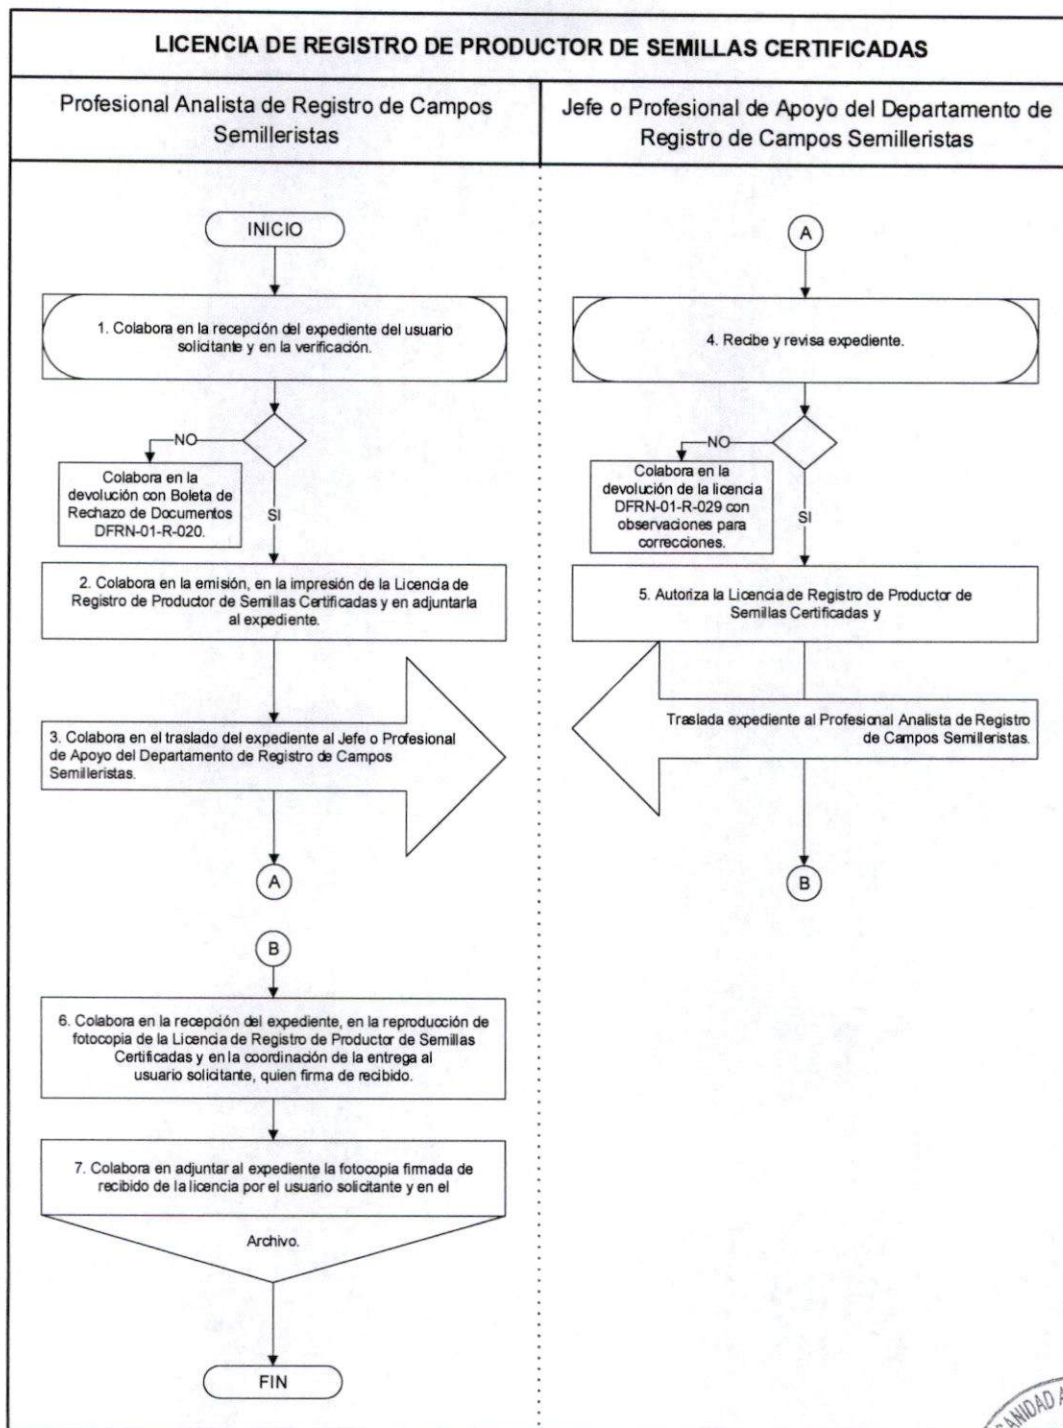 LICENCIA DE REGISTRO DE PRODUCTOR DE SEMILLAS CERTIFICADAS
Profesional Analista de Registro de Campos
Semilleristas
Jefe o Profesional de Apoyo del Departamento de
Registro de Campos Semilleristas
INICIO
1. Colabora en la recepción del expediente del usuario
solicitante y en la verificación.
NO
Colabora en la
devolución con Boleta de
Rechazo de Documentos
DFRN-01-R-020.
SI
2. Colabora en la emisión, en la impresión de la Licencia de
Registro de Productor de Semillas Certificadas y en adjuntarla
al expediente.
3. Colabora en el traslado del expediente al Jefe o Profesional
de Apoyo del Departamento de Registro de Campos
Semilleristas.
A
A
4. Recibe y revisa expediente.
NO
Colabora en la
devolución de la licencia
DFRN-01-R-029 con
observaciones para
correcciones.
SI
5. Autoriza la Licencia de Registro de Productor de
Semillas Certificadas y
Traslada expediente al Profesional Analista de Registro
de Campos Semilleristas.
B
B
6. Colabora en la recepción del expediente, en la reproducción de
fotocopia de la Licencia de Registro de Productor de Semillas
Certificadas y en la coordinación de la entrega al
usuario solicitante, quien firma de recibido.
7. Colabora en adjuntar al expediente la fotocopia firmada de
recibido de la licencia por el usuario solicitante y en el
Archivo.
FIN
SANIDAD